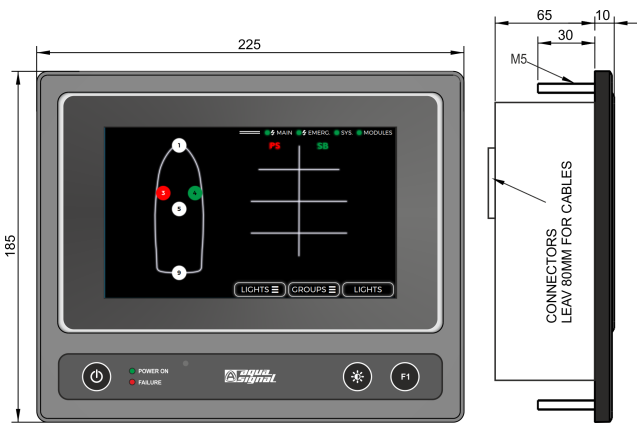 225
65
10
30
M5
185
MAIN EMERG. SYS. MODULES
PS SB
1
3
4
5
9
LIGHTS GROUPS LIGHTS
CONNECTORS
LEAV 80MM FOR CABLES
POWER ON
FAILURE
aqua
signal
F1